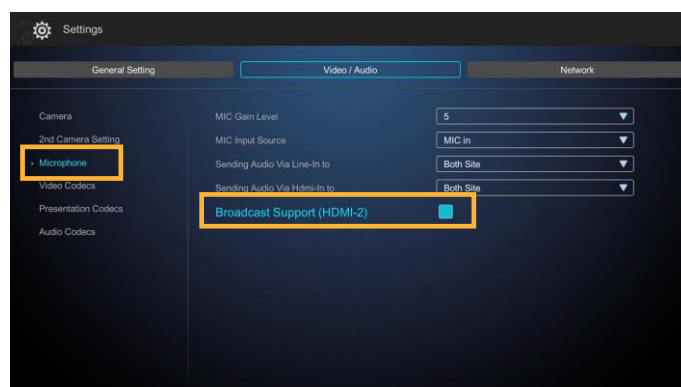 Settings
General Setting Video / Audio Network
Camera MIC Gain Level 5
2nd Camera Setting MIC Input Source MIC in
Microphone Sending Audio Via Line-In to Both Site
Video Codecs Sending Audio Via Hdmi-In to Both Site
Presentation Codecs Broadcast Support (HDMI-2)
Audio Codecs